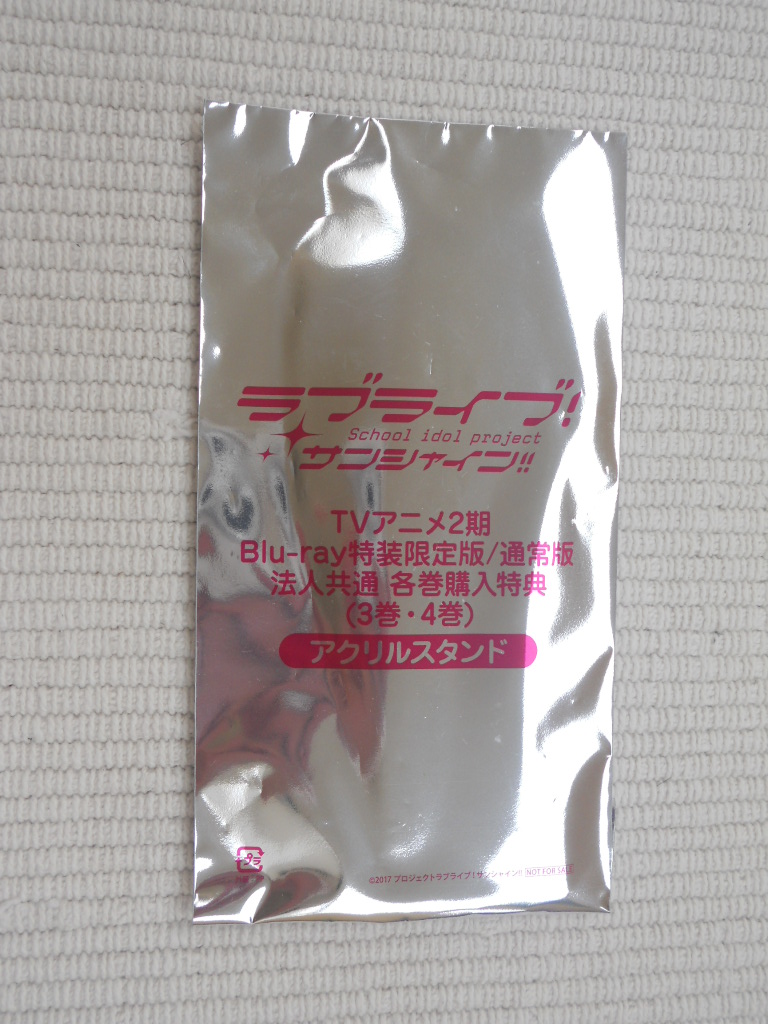 ラブライブ!
School idol project
サンシャイン!!
TVアニメ2期
Blu-ray特装限定版/通常版
法人共通 各巻購入特典
(3巻・4巻)
アクリルスタンド
プラ
©2017 プロジェクトラブライブ!サンシャイン!! NOT FOR SALE